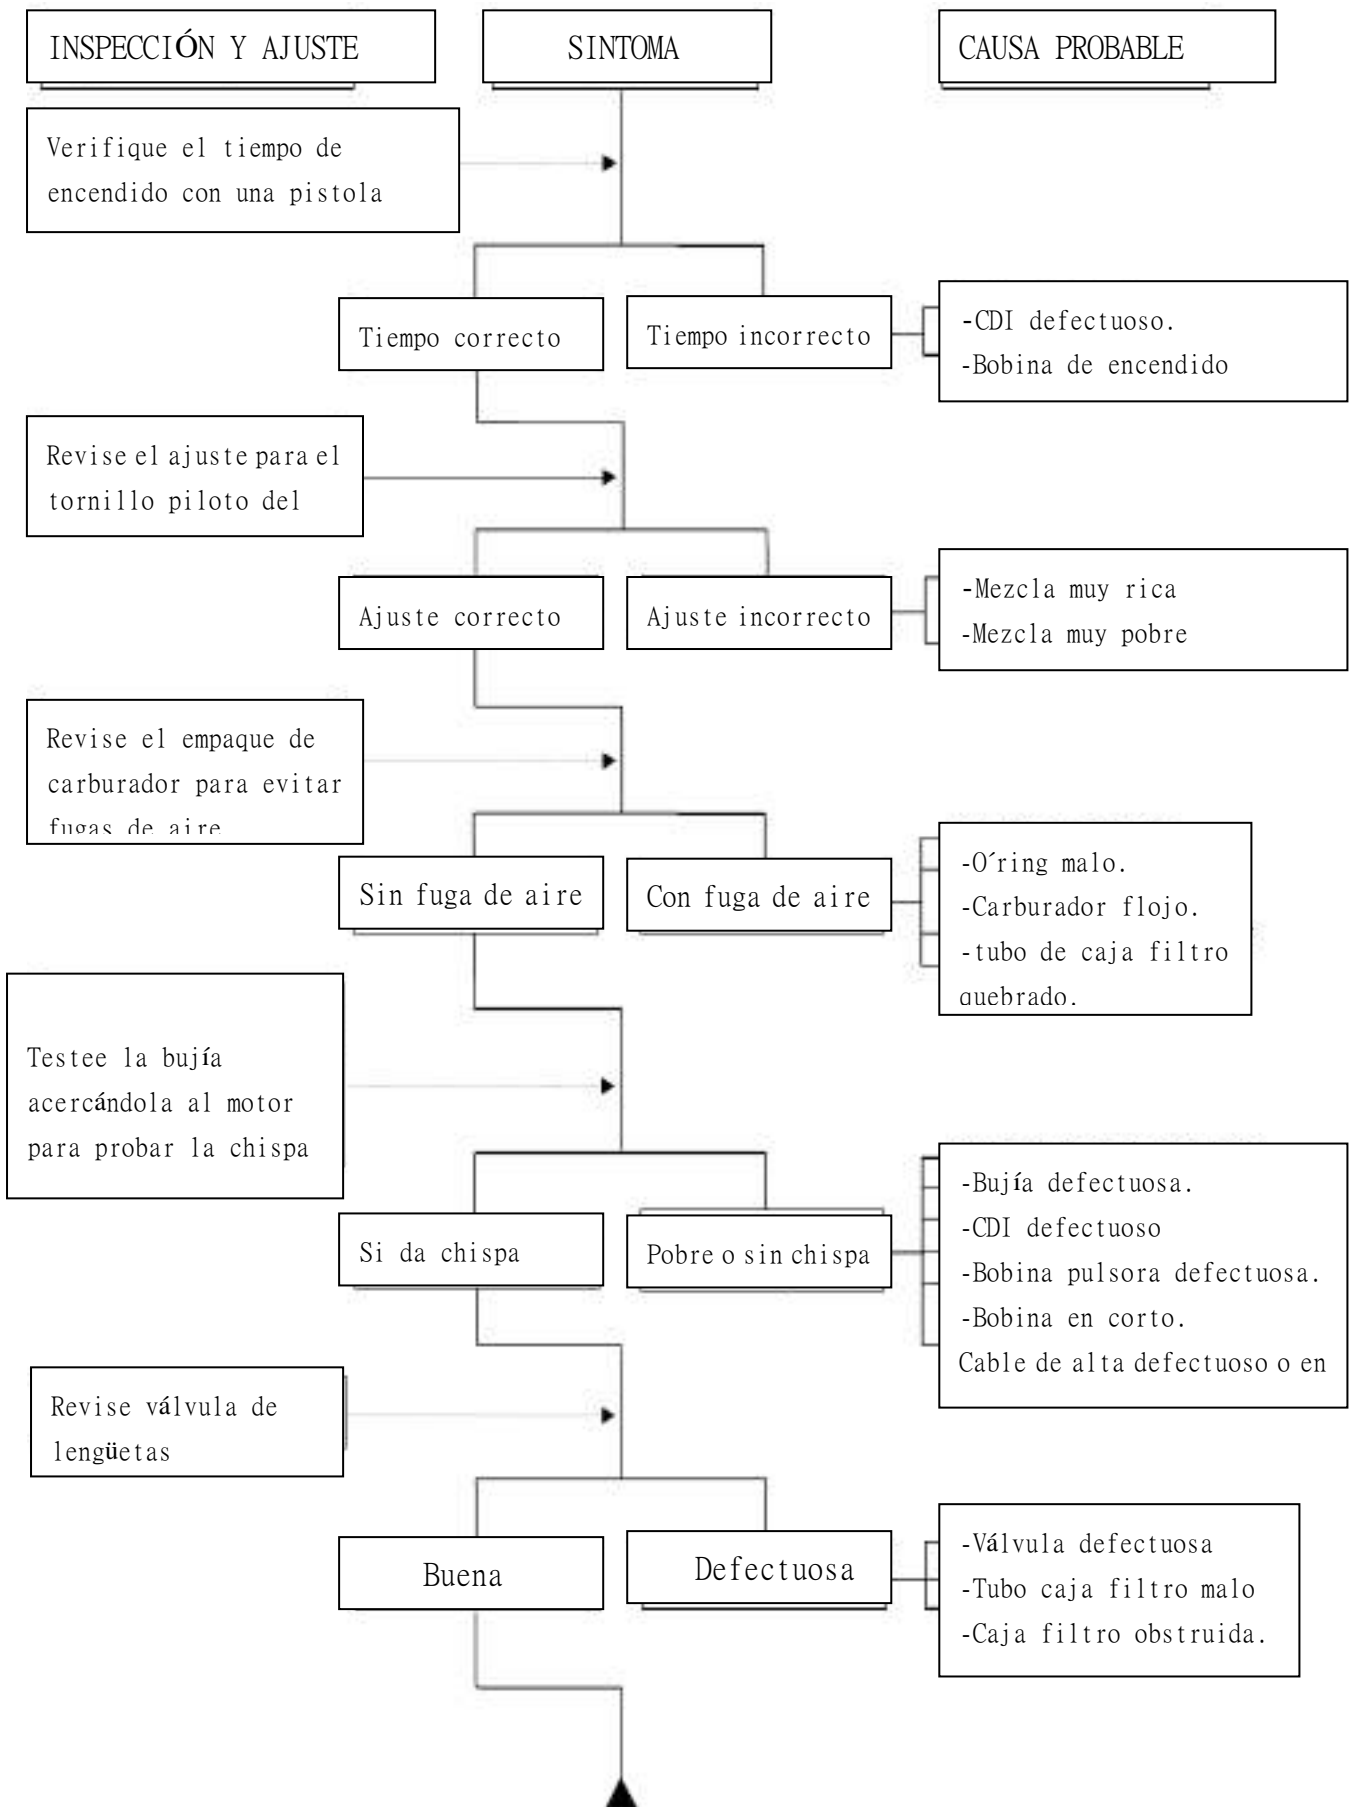 INSPECCIÓN Y AJUSTE
SINTOMA
CAUSA PROBABLE
Verifique el tiempo de
encendido con una pistola
Tiempo correcto
Tiempo incorrecto
-CDI defectuoso.
-Bobina de encendido
Revise el ajuste para el
tornillo piloto del
Ajuste correcto
Ajuste incorrecto
-Mezcla muy rica
-Mezcla muy pobre
Revise el empaque de
carburador para evitar
fugas de aire
Sin fuga de aire
Con fuga de aire
-O´ring malo.
-Carburador flojo.
-tubo de caja filtro
quebrado.
Testee la bujía
acercándola al motor
para probar la chispa
Si da chispa
Pobre o sin chispa
-Bujía defectuosa.
-CDI defectuoso
-Bobina pulsora defectuosa.
-Bobina en corto.
Cable de alta defectuoso o en
Revise válvula de
lengüetas
Buena
Defectuosa
-Válvula defectuosa
-Tubo caja filtro malo
-Caja filtro obstruida.